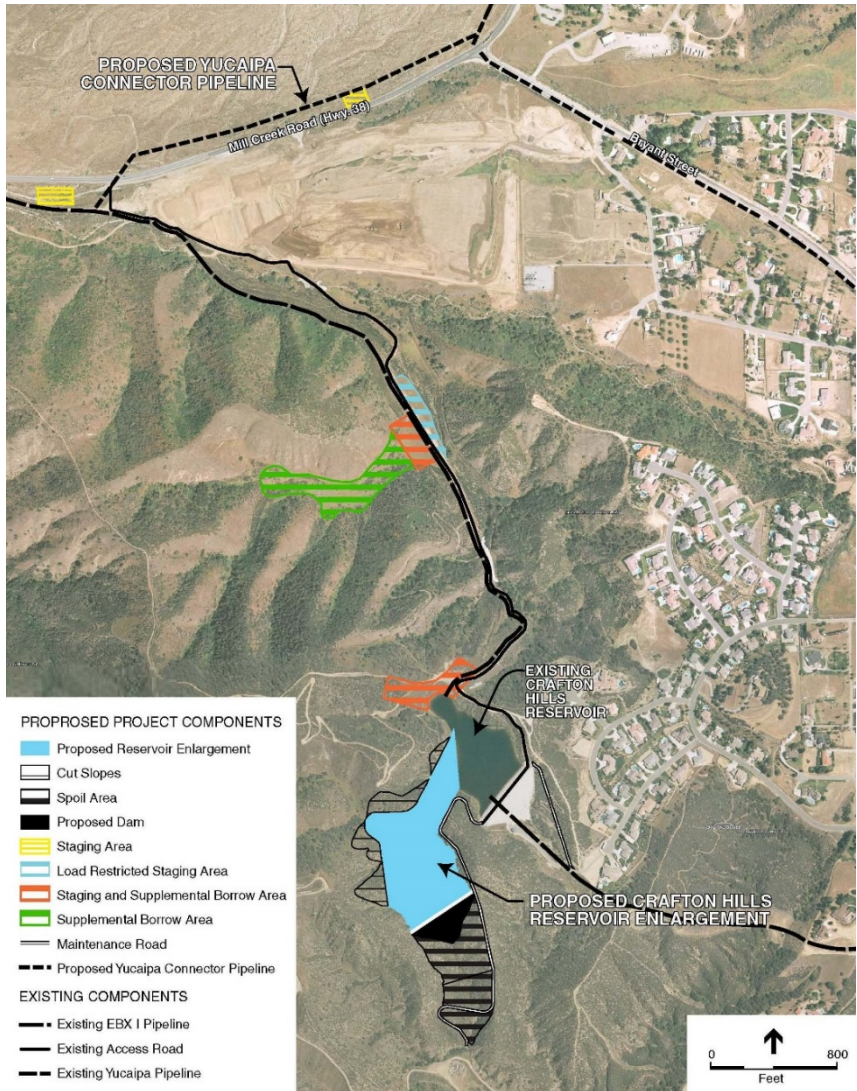 PROPOSED YUCAIPA
CONNECTOR PIPELINE
Mill Creek Road (Hwy. 38)
Bryant Street
EXISTING
CRAFTON
HILLS
RESERVOIR
PROPOSED CRAFTON HILLS
RESERVOIR ENLARGEMENT
PROPROSED PROJECT COMPONENTS
Proposed Reservoir Enlargement
Cut Slopes
Spoil Area
Proposed Dam
Staging Area
Load Restricted Staging Area
Staging and Supplemental Borrow Area
Supplemental Borrow Area
Maintenance Road
Proposed Yucaipa Connector Pipeline
EXISTING COMPONENTS
Existing EBX I Pipeline
Existing Access Road
Existing Yucaipa Pipeline
0 800
Feet